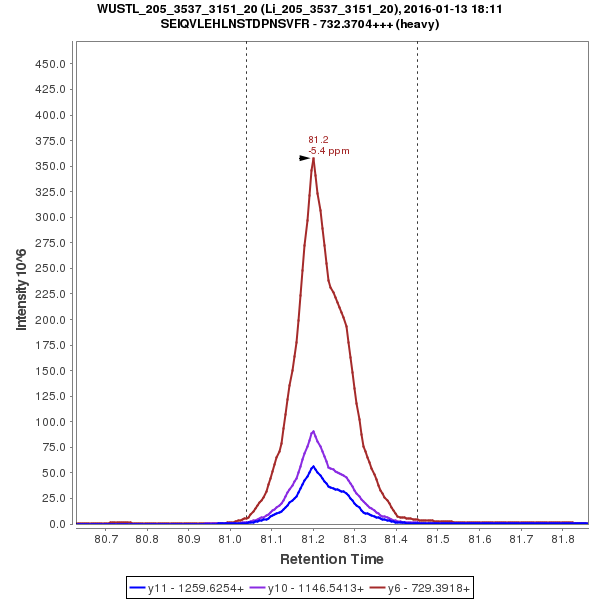 WUSTL_205_3537_3151_20 (Li_205_3537_3151_20), 2016-01-13 18:11
SEIQVLEHLNSTDPNSVFR - 732.3704+++ (heavy)
Intensity 10^6
450.0
425.0
400.0
375.0
350.0
325.0
300.0
275.0
250.0
225.0
200.0
175.0
150.0
125.0
100.0
75.0
50.0
25.0
0.0
81.2
-5.4 ppm
80.7 80.8 80.9 81.0 81.1 81.2 81.3 81.4 81.5 81.6 81.7 81.8
Retention Time
y11 - 1259.6254+ y10 - 1146.5413+ y6 - 729.3918+